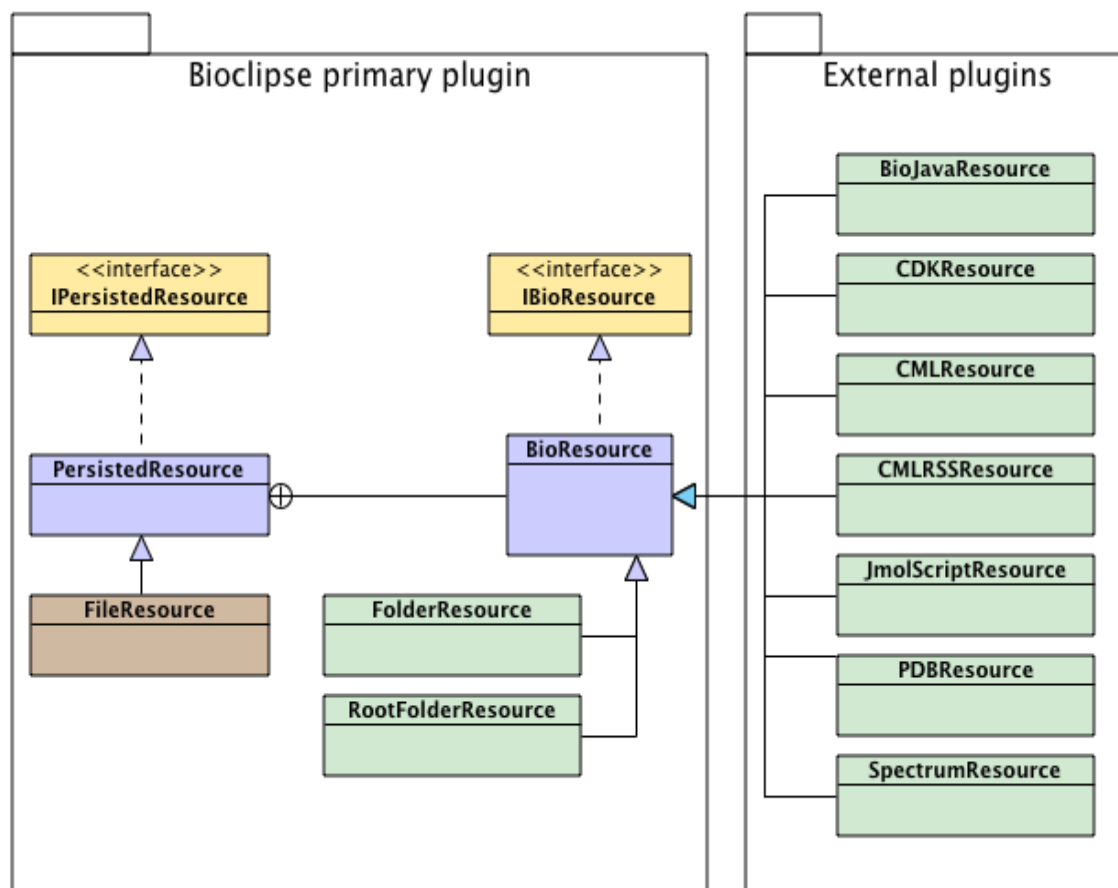 Bioclipse primary plugin
External plugins
BioJavaResource
<<interface>>
IPersistedResource
<<interface>>
IBioResource
CDKResource
CMLResource
PersistedResource
BioResource
CMLRSSResource
FileResource
FolderResource
JmolScriptResource
RootFolderResource
PDBResource
SpectrumResource